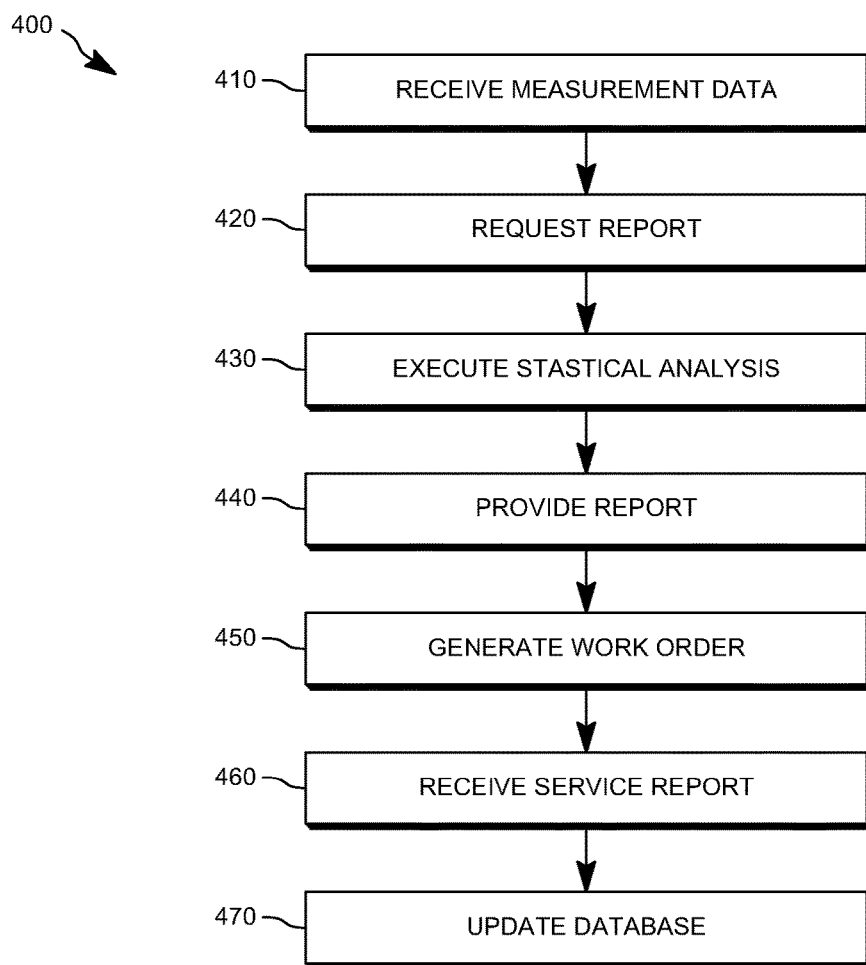 400
410 RECEIVE MEASUREMENT DATA
420 REQUEST REPORT
430 EXECUTE STASTICAL ANALYSIS
440 PROVIDE REPORT
450 GENERATE WORK ORDER
460 RECEIVE SERVICE REPORT
470 UPDATE DATABASE